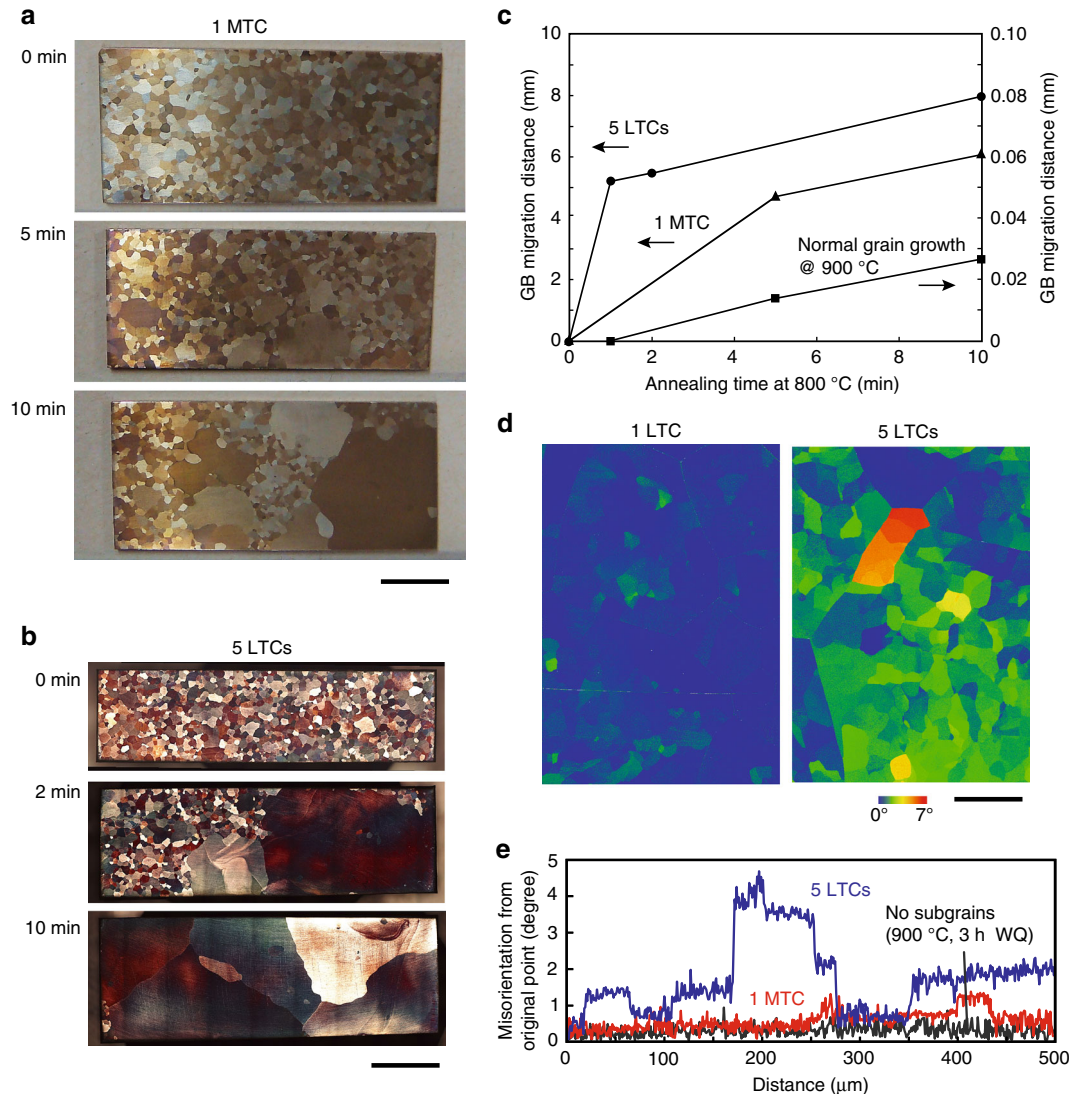 a
1 MTC
0 min
5 min
10 min
b
5 LTCs
0 min
2 min
10 min
c
10
8
6
4
2
0
GB migration distance (mm)
0.10
0.08
0.06
0.04
0.02
0
GB migration distance (mm)
5 LTCs
1 MTC
Normal grain growth
@ 900 °C
0
2
4
6
8
10
Annealing time at 800 °C (min)
d
1 LTC
5 LTCs
0°
7°
e
5
4
3
2
1
0
Misorientation from
original point (degree)
5 LTCs
No subgrains
(900 °C, 3 h WQ)
1 MTC
0
100
200
300
400
500
Distance (μm)